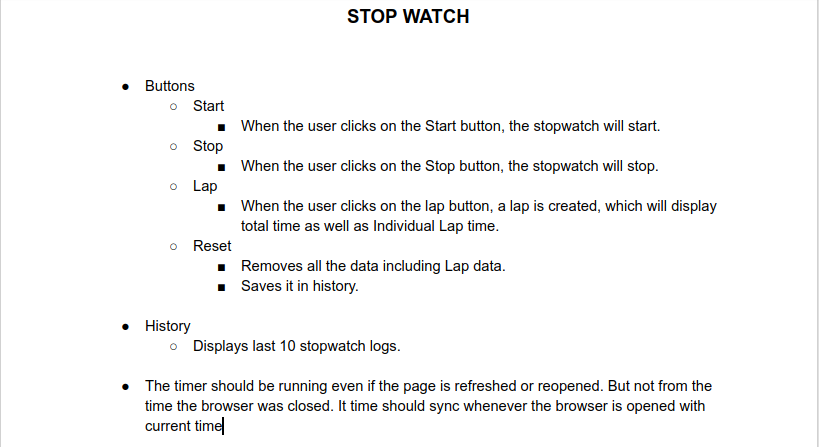 STOP WATCH
● Buttons
○ Start
■ When the user clicks on the Start button, the stopwatch will start.
○ Stop
■ When the user clicks on the Stop button, the stopwatch will stop.
○ Lap
■ When the user clicks on the lap button, a lap is created, which will display
total time as well as Individual Lap time.
○ Reset
■ Removes all the data including Lap data.
■ Saves it in history.
● History
○ Displays last 10 stopwatch logs.
● The timer should be running even if the page is refreshed or reopened. But not from the
time the browser was closed. It time should sync whenever the browser is opened with
current time